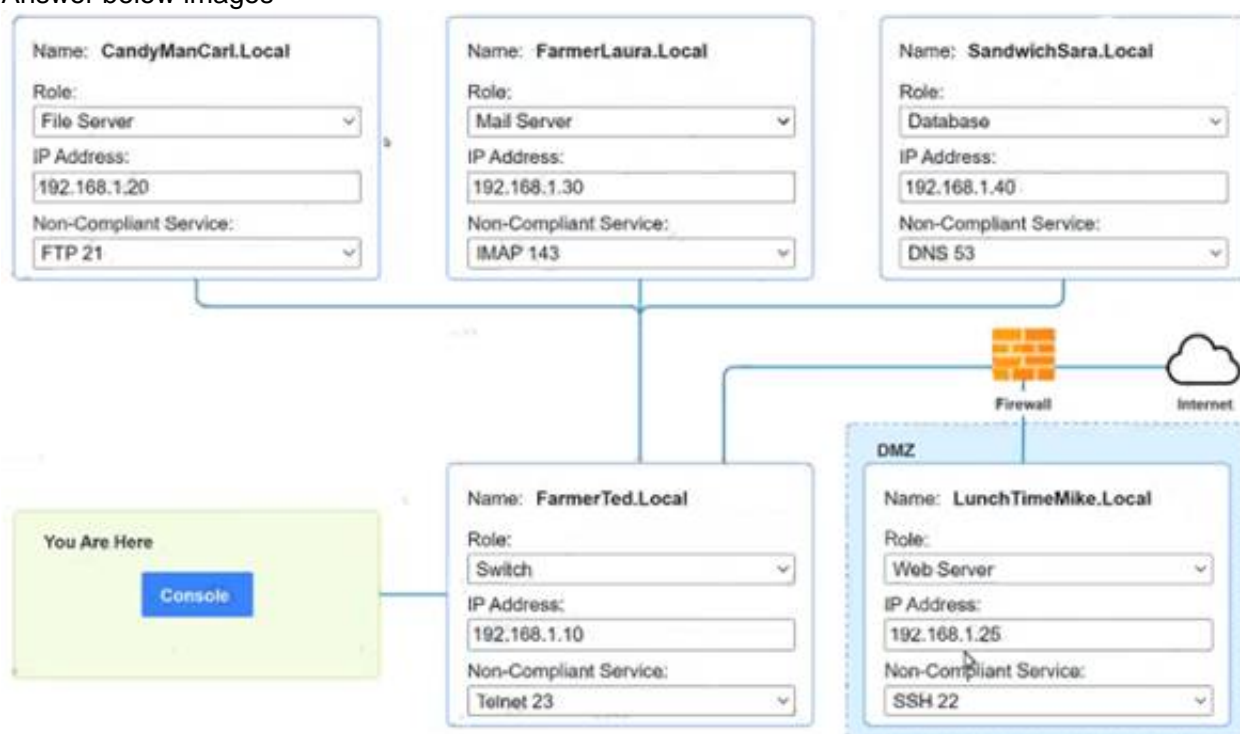 Answer below images
Name: CandyManCarl.Local
Role:
File Server
IP Address:
192.168.1.20
Non-Compliant Service:
FTP 21
Name: FarmerLaura.Local
Role:
Mail Server
IP Address:
192.168.1.30
Non-Compliant Service:
IMAP 143
Name: SandwichSara.Local
Role:
Database
IP Address:
192.168.1.40
Non-Compliant Service:
DNS 53
Firewall
Internet
You Are Here
Console
Name: FarmerTed.Local
Role:
Switch
IP Address:
192.168.1.10
Non-Compliant Service:
Telnet 23
DMZ
Name: LunchTimeMike.Local
Role:
Web Server
IP Address:
192.168.1.25
Non-Compliant Service:
SSH 22